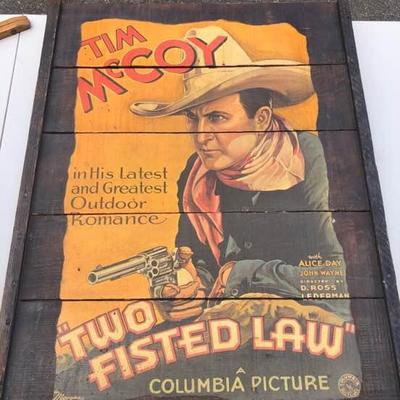 TIM
McCOY
in His Latest
and Greatest
Outdoor
Romance
with
ALICE DAY
JOHN WAYNE
DIRECTED BY
D. ROSS
LEDERMAN
"TWO
FISTED LAW"
A
COLUMBIA PICTURE